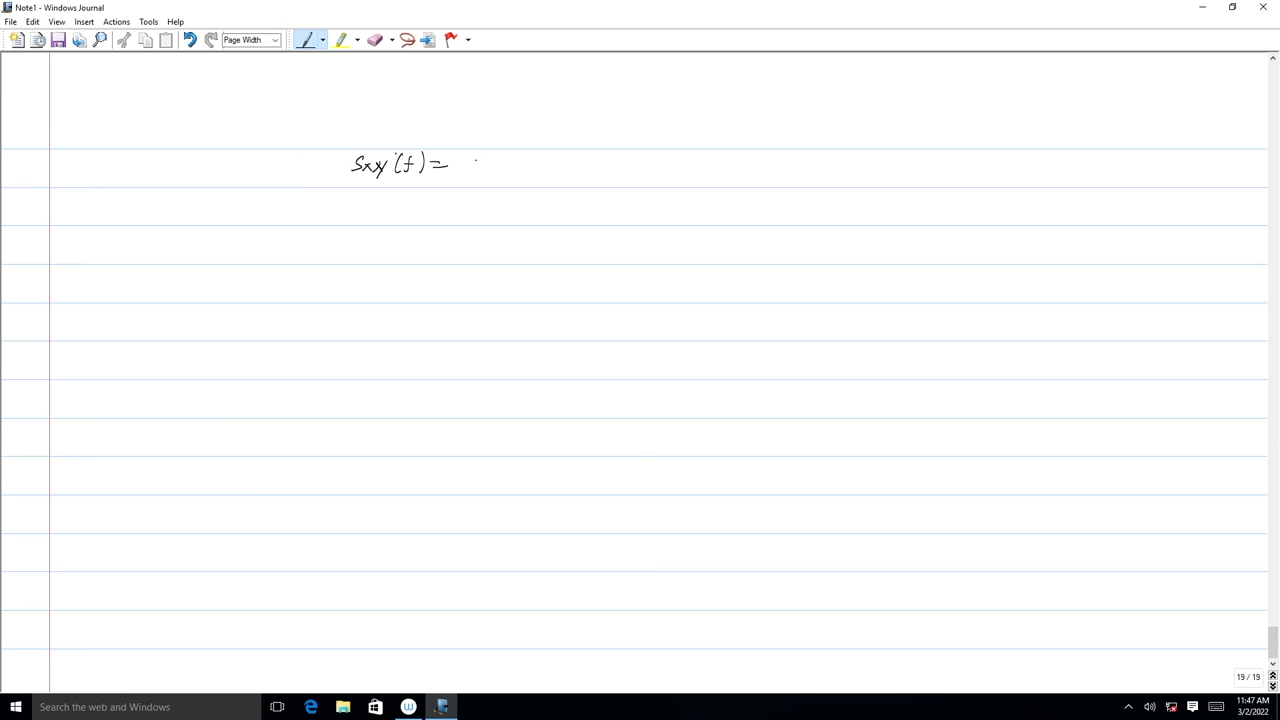 Note1 - Windows Journal
File Edit View Insert Actions Tools Help
Page Width
Sxy(f) =
19 / 19
Search the web and Windows
11:47 AM
3/2/2022